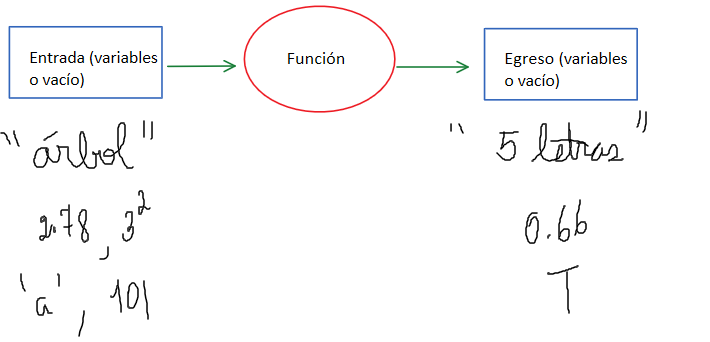 Entrada (variables
o vacío)
Función
Egreso (variables
o vacío)
"árbol"
"5 letras"
2.78, 3²
0.66
'a', 101
T